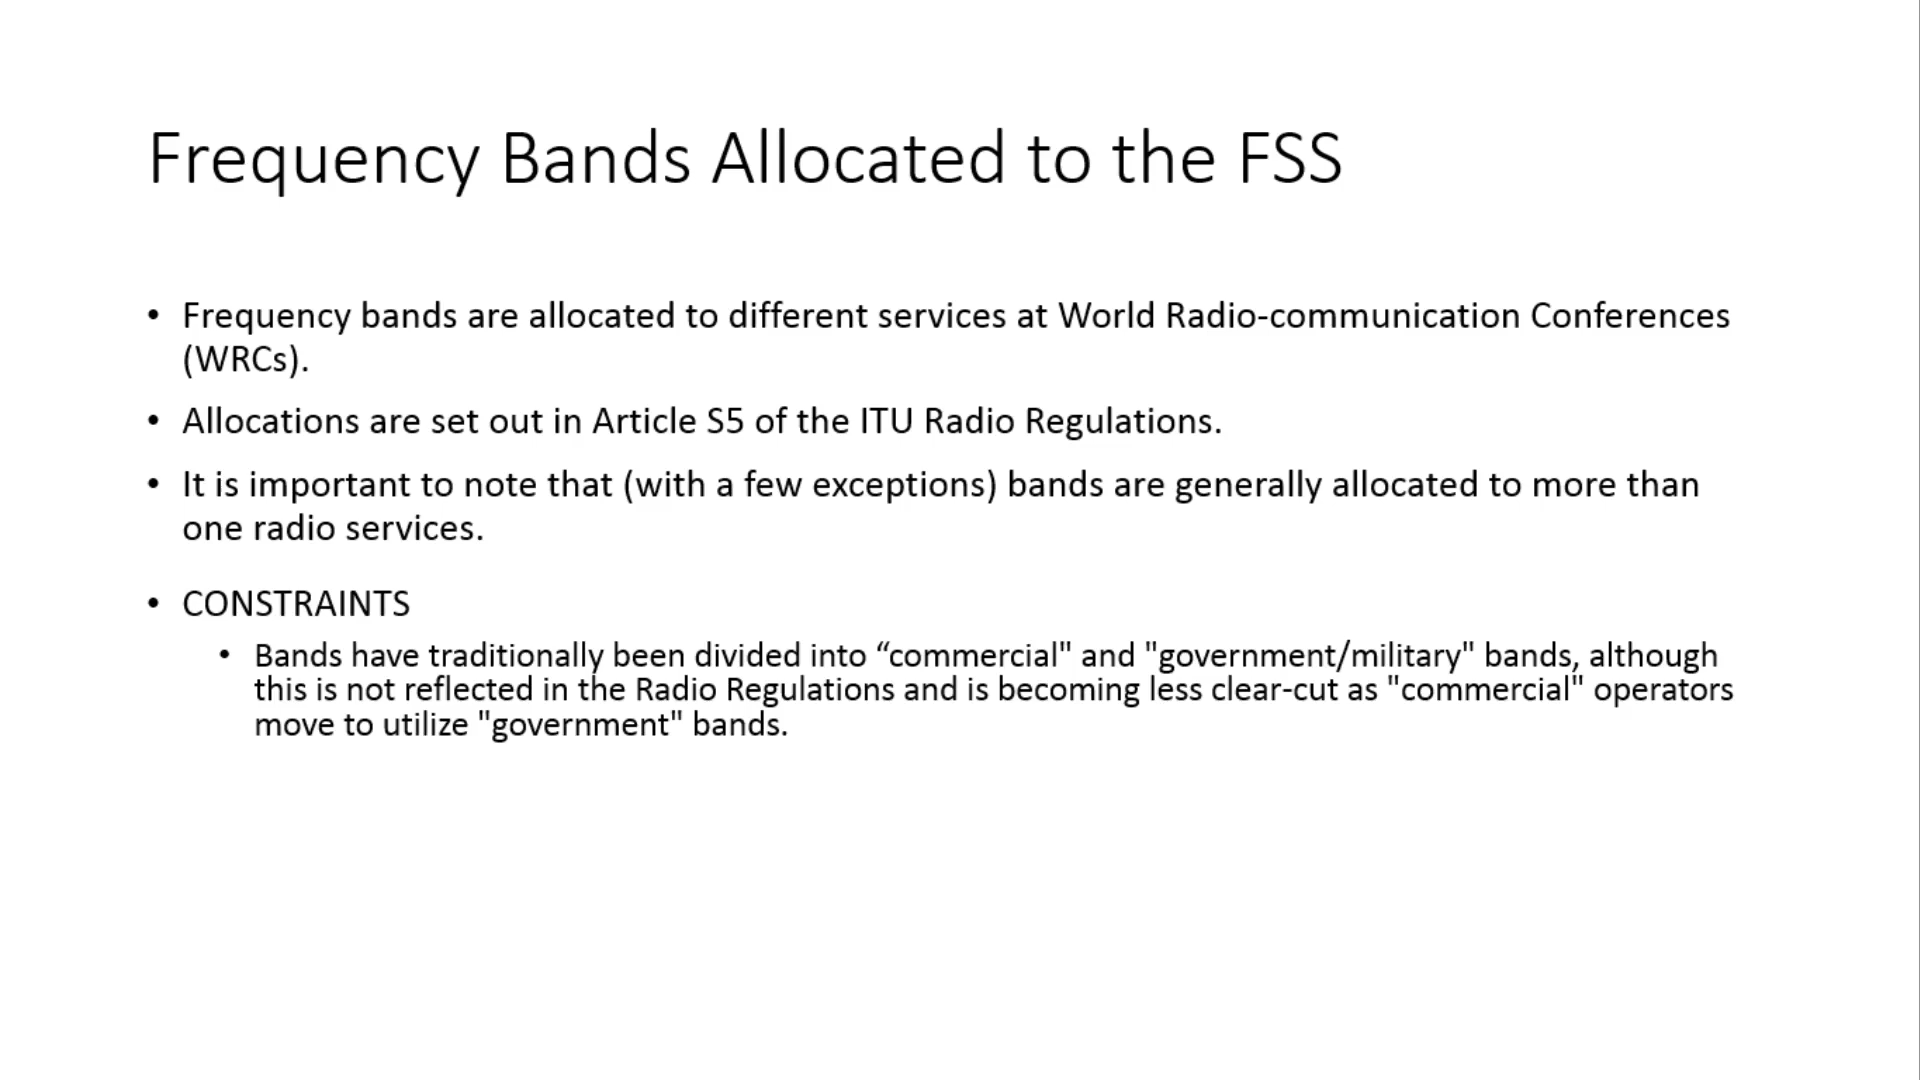 Frequency Bands Allocated to the FSS
• Frequency bands are allocated to different services at World Radio-communication Conferences
(WRCs).
• Allocations are set out in Article S5 of the ITU Radio Regulations.
• It is important to note that (with a few exceptions) bands are generally allocated to more than
one radio services.
• CONSTRAINTS
• Bands have traditionally been divided into “commercial" and "government/military" bands, although
this is not reflected in the Radio Regulations and is becoming less clear-cut as "commercial" operators
move to utilize "government" bands.